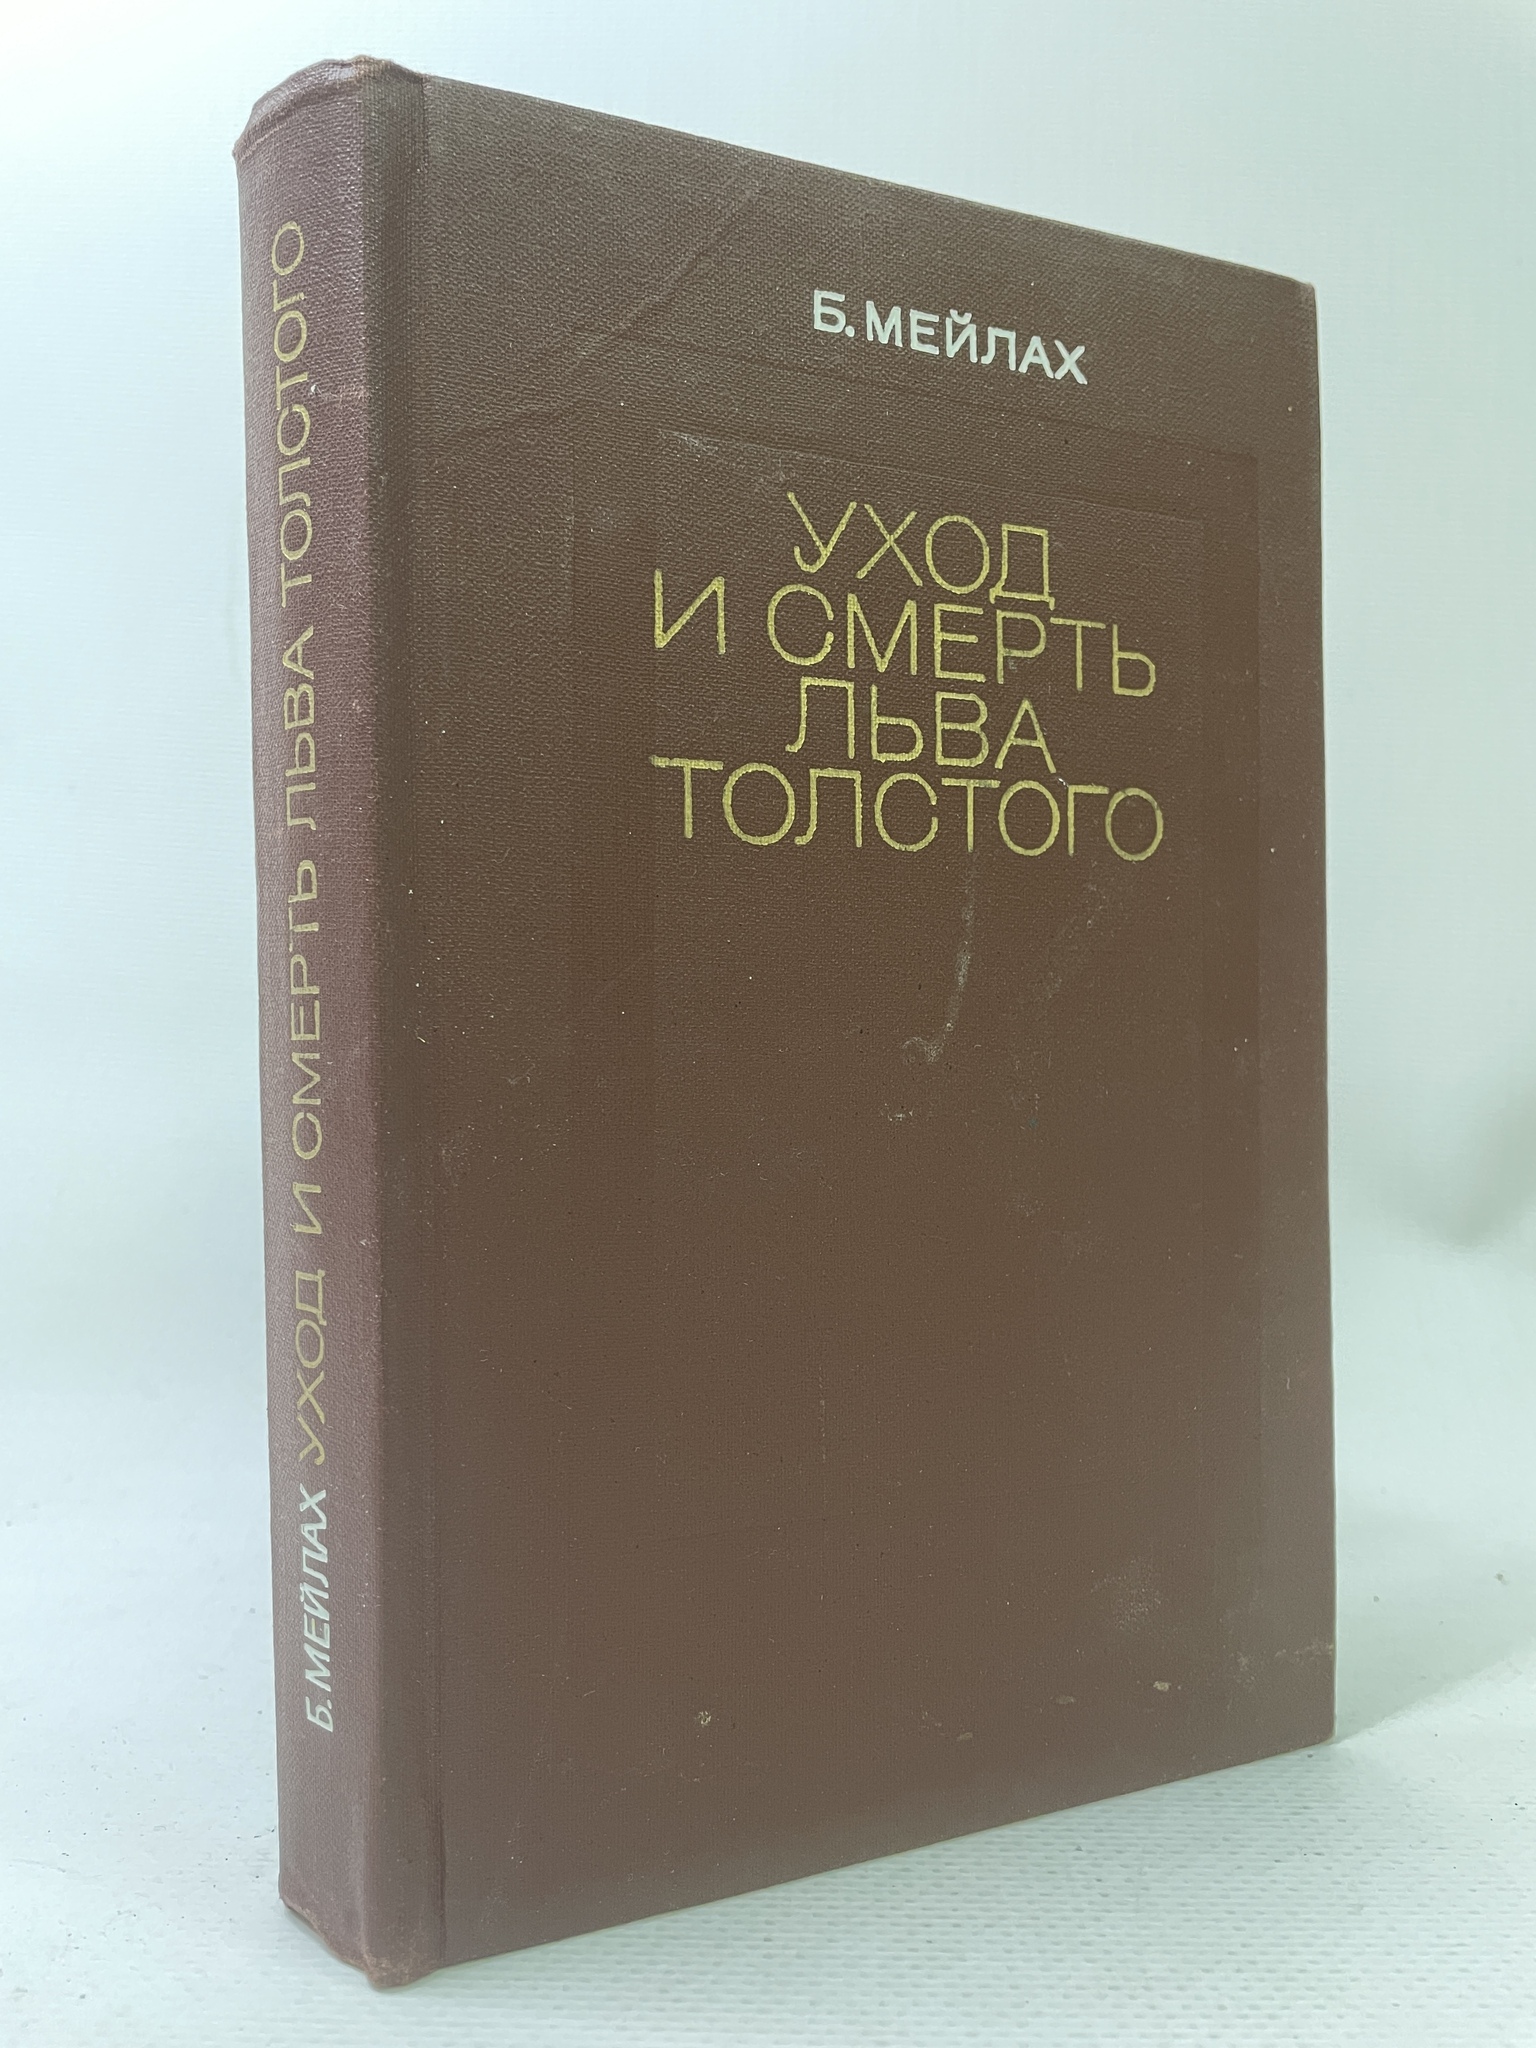 Б. МЕЙЛАХ
УХОД
И СМЕРТЬ
ЛЬВА
ТОЛСТОГО
Б. МЕЙЛАХ УХОД И СМЕРТЬ ЛЬВА ТОЛСТОГО